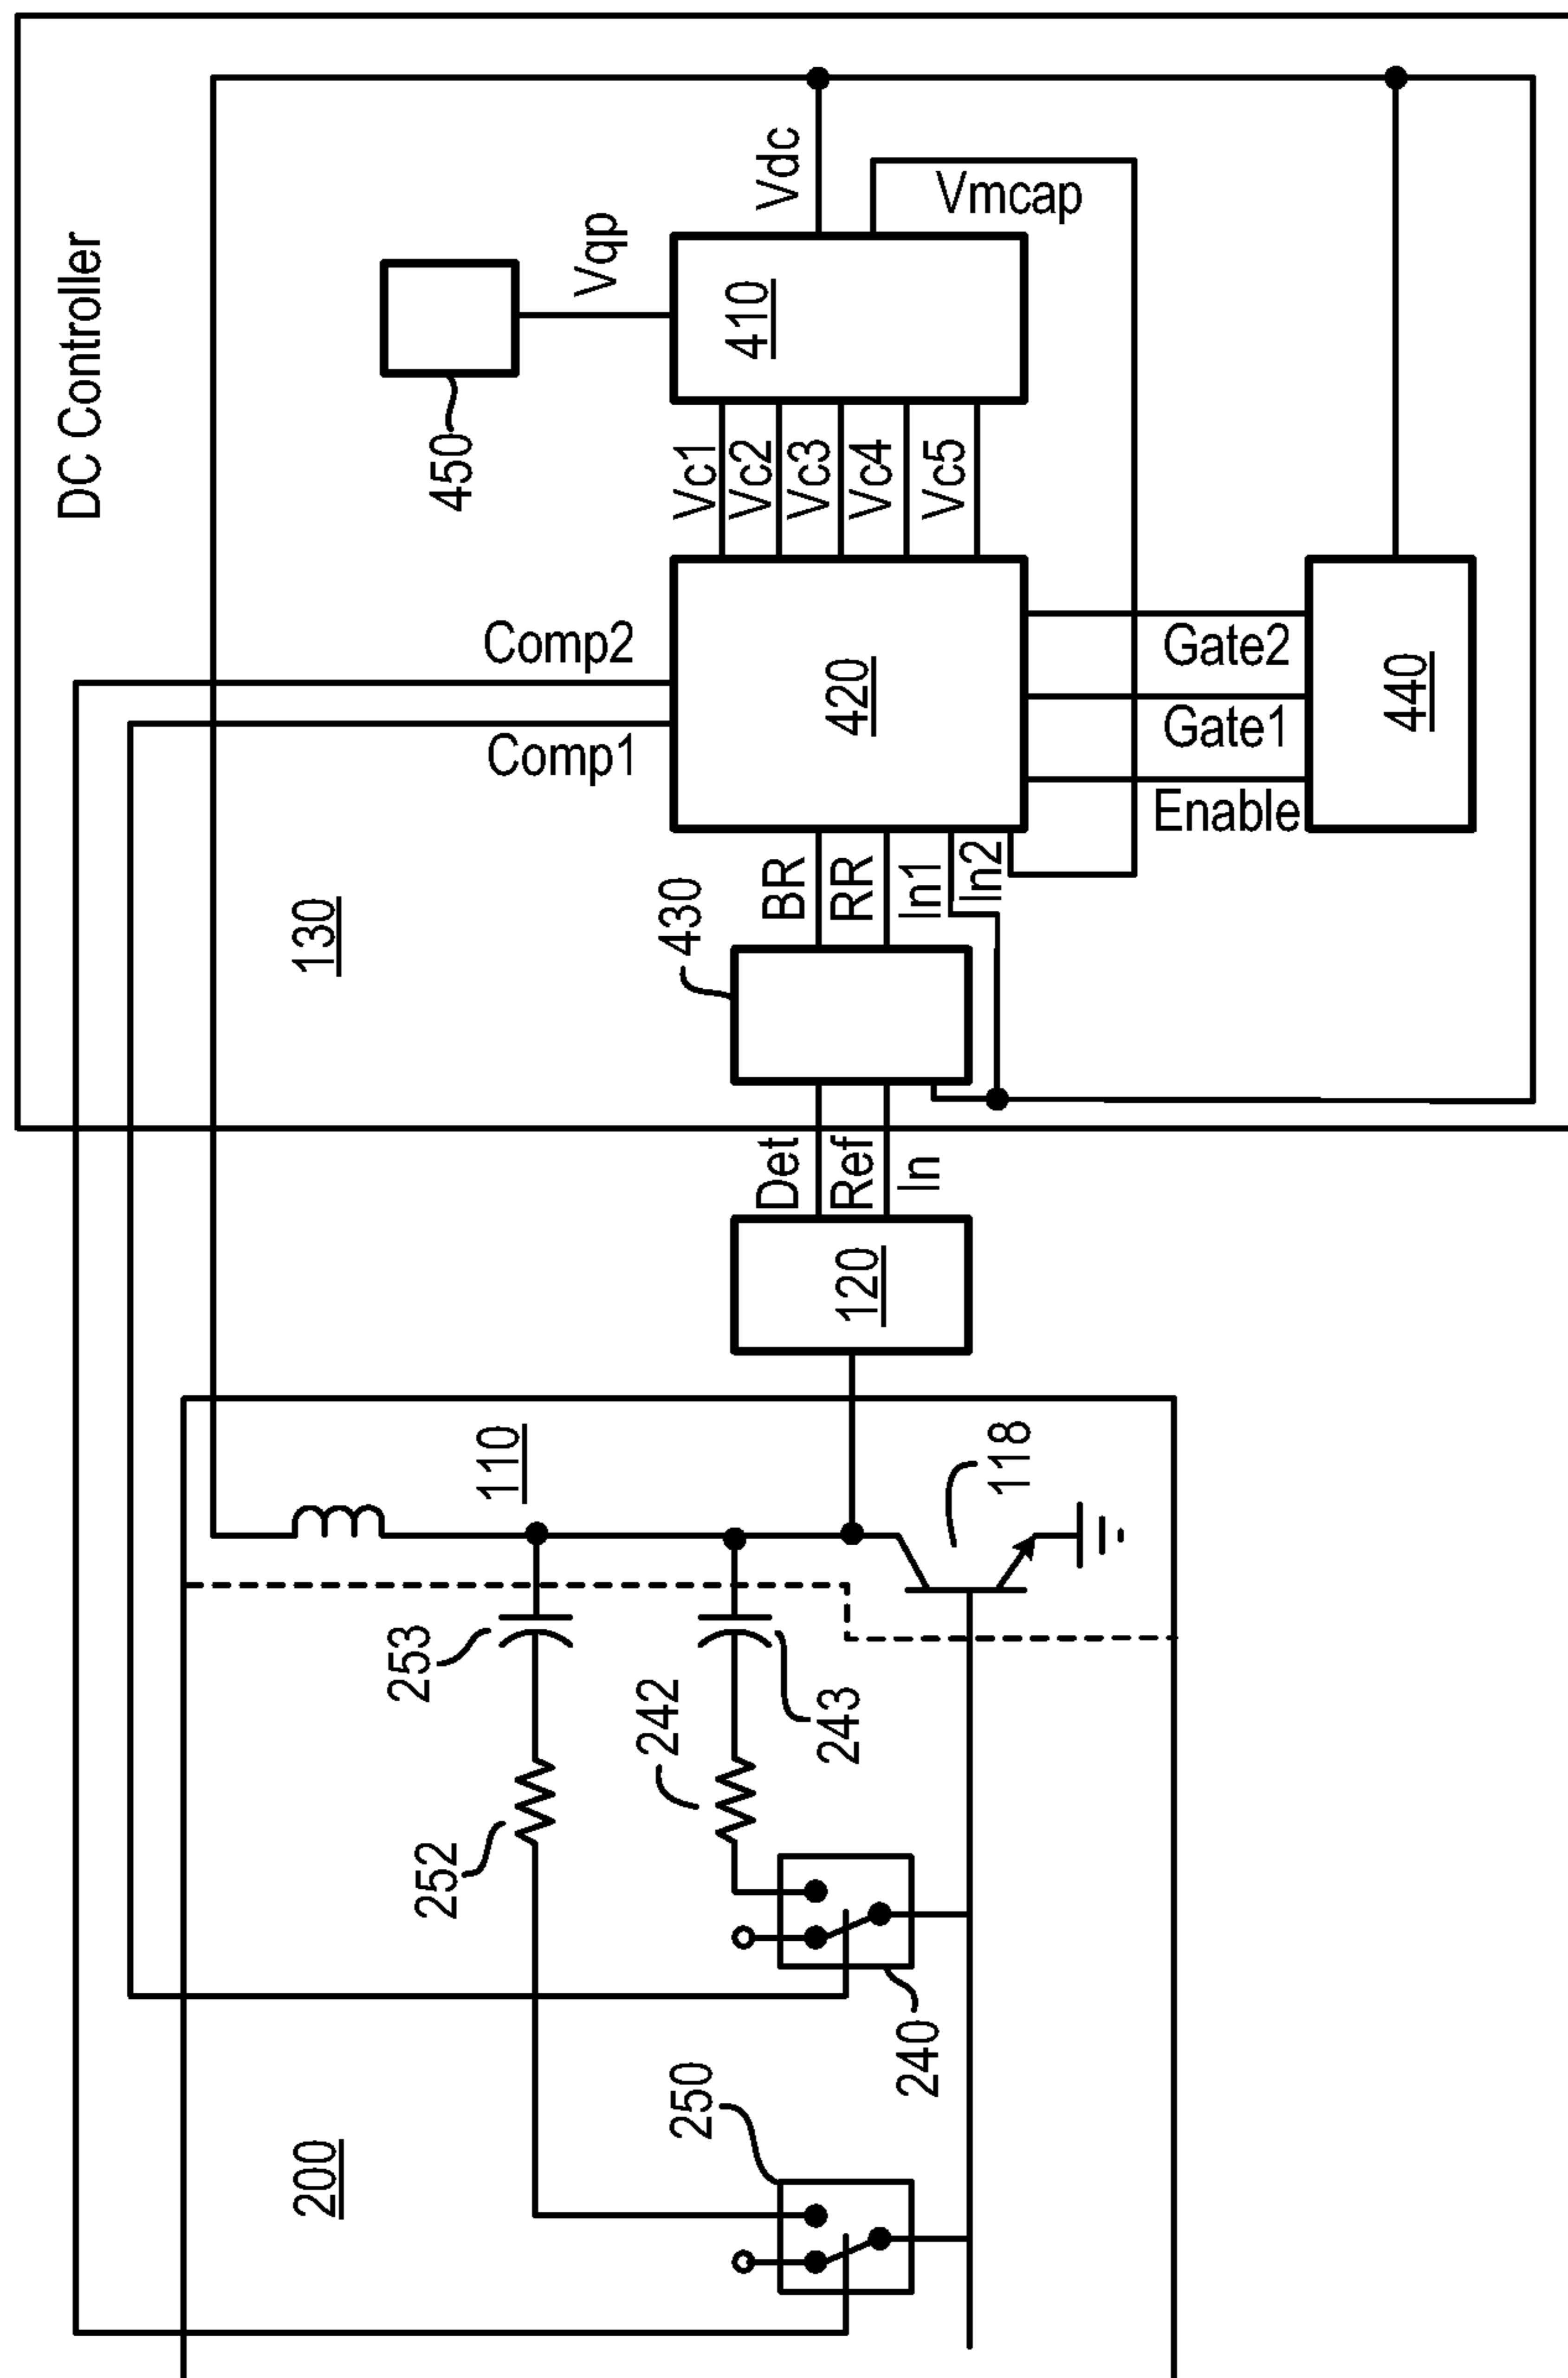 DC Controller
130
450
Vqp
Vdc
Vmcap
410
Vc1
Vc2
Vc3
Vc4
Vc5
Comp2
Comp1
420
Gate2
Gate1
Enable
440
BR
RR
In1
In2
430
Det
Ref
In
120
110
118
253
252
242
243
240
250
200